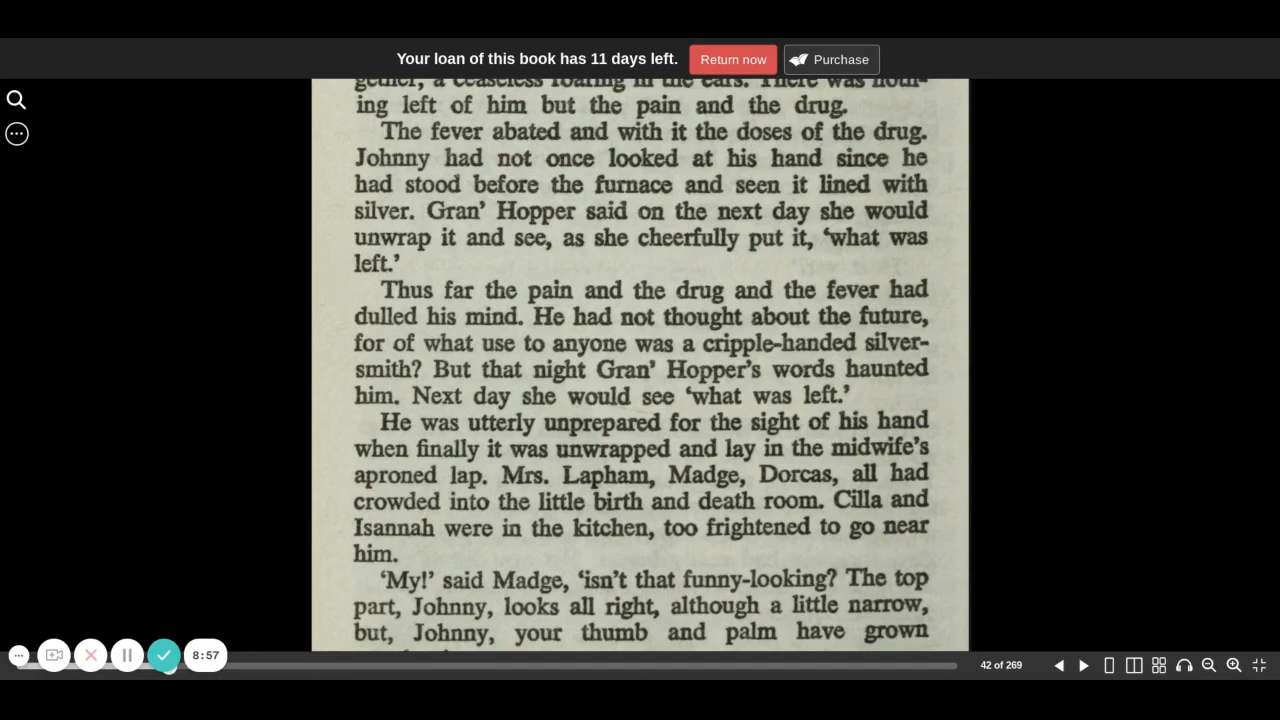 Your loan of this book has 11 days left.
Return now
Purchase
gether, a ceaseless roaring in the ears. There was noth-
ing left of him but the pain and the drug.
The fever abated and with it the doses of the drug.
Johnny had not once looked at his hand since he
had stood before the furnace and seen it lined with
silver. Gran’ Hopper said on the next day she would
unwrap it and see, as she cheerfully put it, ‘what was
left.’
Thus far the pain and the drug and the fever had
dulled his mind. He had not thought about the future,
for of what use to anyone was a cripple-handed silver-
smith? But that night Gran’ Hopper’s words haunted
him. Next day she would see ‘what was left.’
He was utterly unprepared for the sight of his hand
when finally it was unwrapped and lay in the midwife’s
aproned lap. Mrs. Lapham, Madge, Dorcas, all had
crowded into the little birth and death room. Cilla and
Isannah were in the kitchen, too frightened to go near
him.
‘My!’ said Madge, ‘isn’t that funny-looking? The top
part, Johnny, looks all right, although a little narrow,
but, Johnny, your thumb and palm have grown
8:57
42 of 269